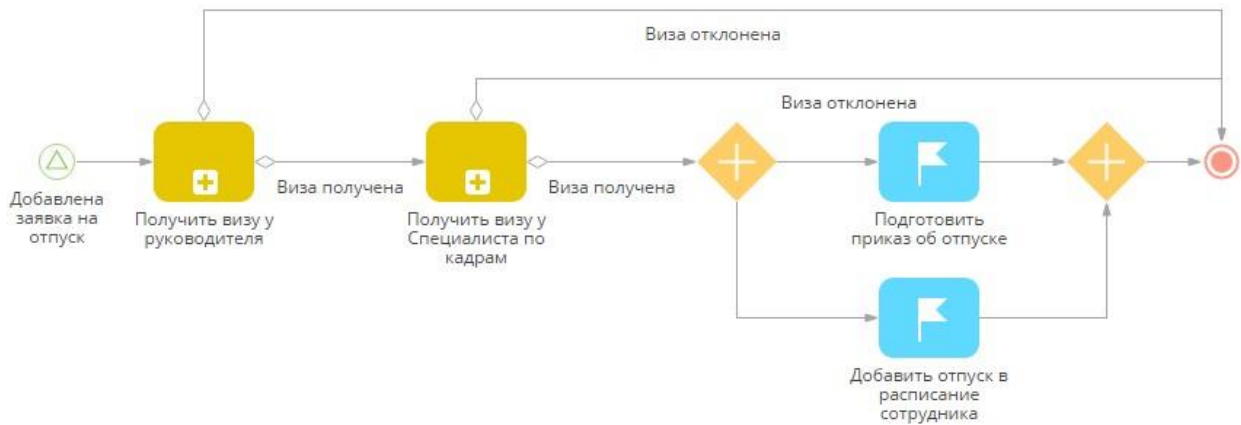 Виза отклонена
Виза отклонена
Добавлена
заявка на
отпуск
Получить визу у
руководителя
Виза получена
Получить визу у
Специалиста по
кадрам
Виза получена
Подготовить
приказ об отпуске
Добавить отпуск в
расписание
сотрудника